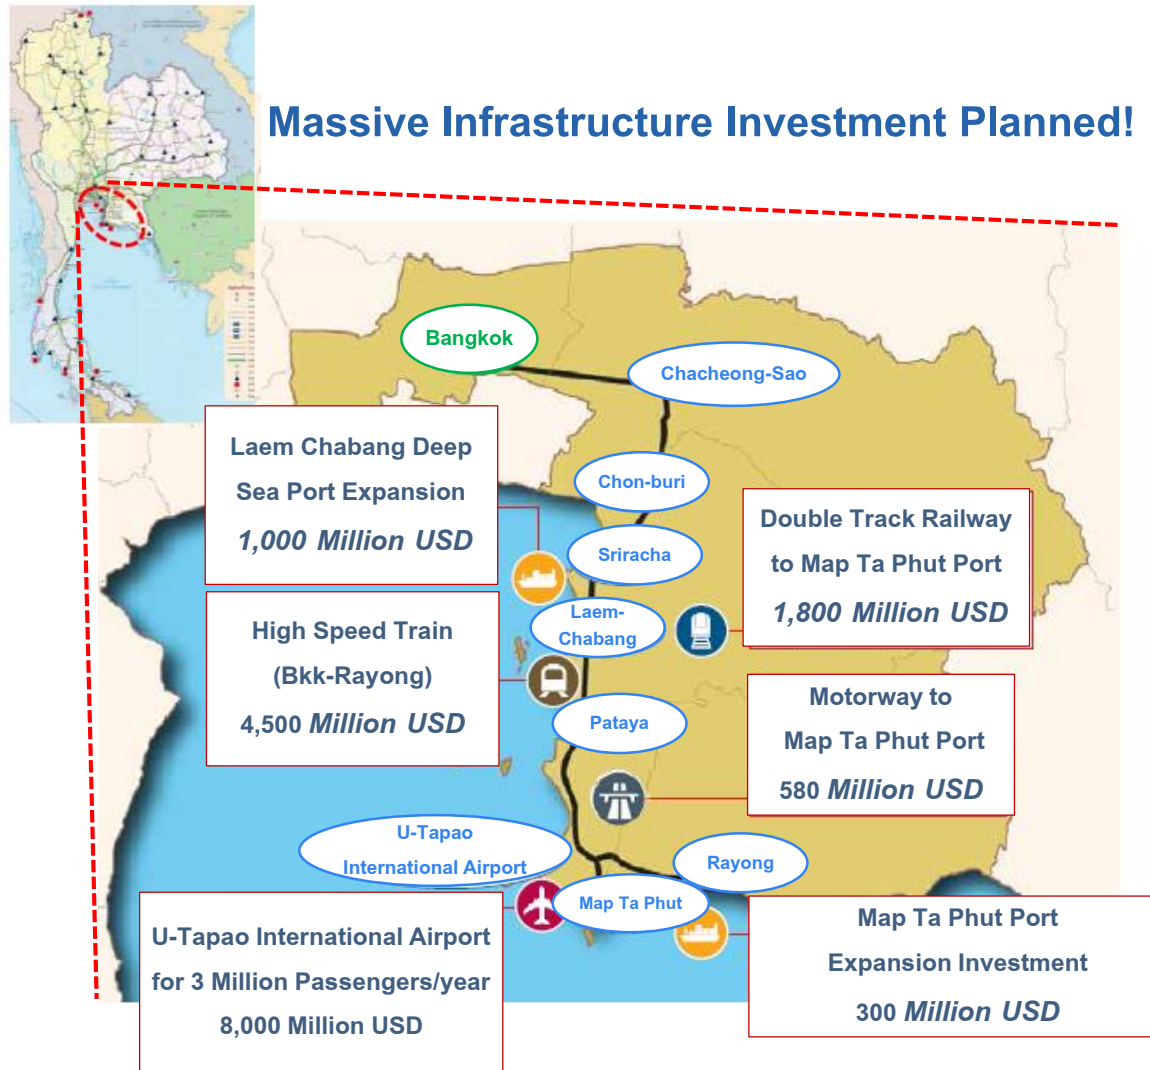 Massive Infrastructure Investment Planned!
Bangkok
Chacheong-Sao
Laem Chabang Deep
Sea Port Expansion
1,000 Million USD
Chon-buri
Sriracha
Double Track Railway
to Map Ta Phut Port
1,800 Million USD
High Speed Train
(Bkk-Rayong)
4,500 Million USD
Laem-
Chabang
Pataya
Motorway to
Map Ta Phut Port
580 Million USD
U-Tapao
International Airport
Rayong
Map Ta Phut
U-Tapao International Airport
for 3 Million Passengers/year
8,000 Million USD
Map Ta Phut Port
Expansion Investment
300 Million USD